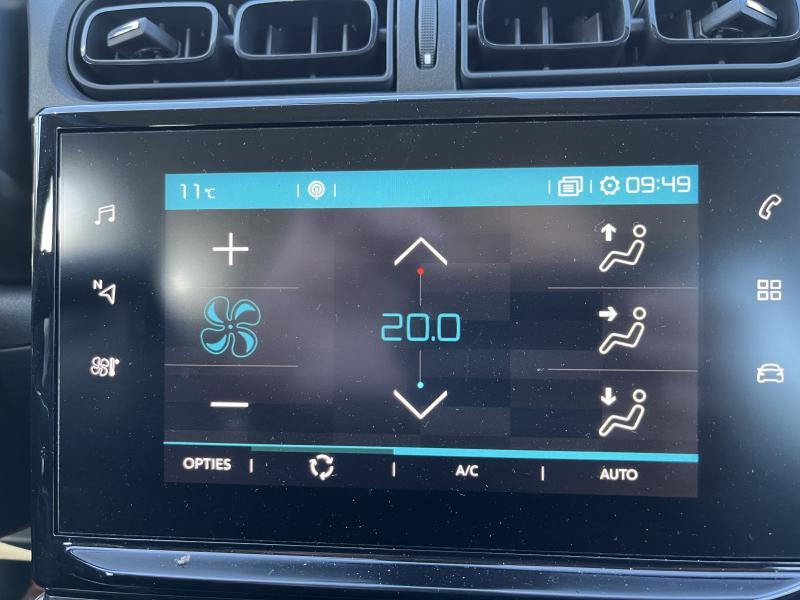 11°C
09:49
N
20.0
OPTIES
A/C
AUTO